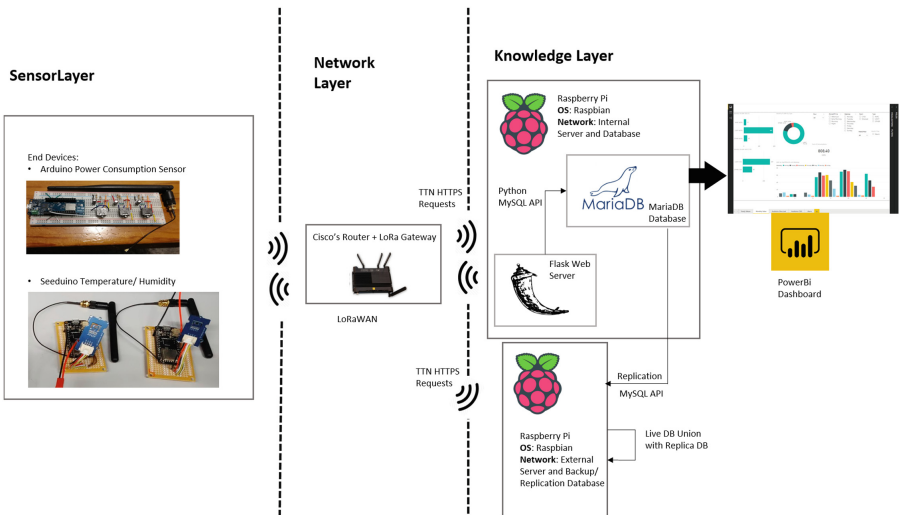 SensorLayer
End Devices:
• Arduino Power Consumption Sensor
• Seeduino Temperature/ Humidity
Network
Layer
Cisco's Router + LoRa Gateway
LoRaWAN
TTN HTTPS
Requests
TTN HTTPS
Requests
Knowledge Layer
Raspberry Pi
OS: Raspbian
Network: Internal
Server and Database
Python
MySQL API
MariaDB
MariaDB
Database
Flask Web
Server
Replication
MySQL API
Raspberry Pi
OS: Raspbian
Network: External
Server and Backup/
Replication Database
Live DB Union
with Replica DB
PowerBi
Dashboard